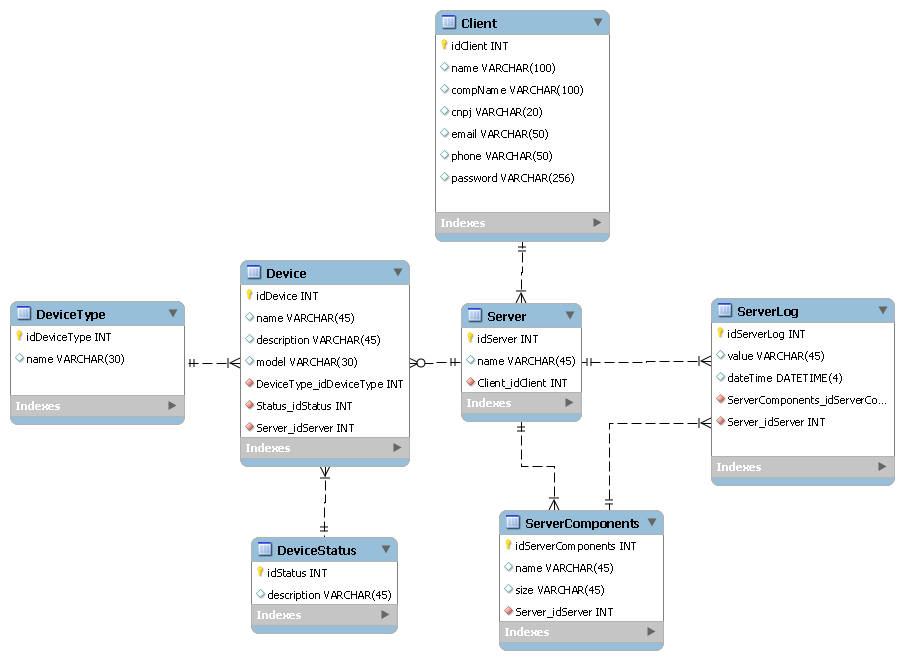 Client
idClient INT
name VARCHAR(100)
compName VARCHAR(100)
cnpj VARCHAR(20)
email VARCHAR(50)
phone VARCHAR(50)
password VARCHAR(256)
Indexes
Device
idDevice INT
name VARCHAR(45)
description VARCHAR(45)
model VARCHAR(30)
DeviceType_idDeviceType INT
Status_idStatus INT
Server_idServer INT
Indexes
DeviceType
idDeviceType INT
name VARCHAR(30)
Indexes
Server
idServer INT
name VARCHAR(45)
Client_idClient INT
Indexes
ServerLog
idServerLog INT
value VARCHAR(45)
dateTime DATETIME(4)
ServerComponents_idServerCo...
Server_idServer INT
Indexes
DeviceStatus
idStatus INT
description VARCHAR(45)
Indexes
ServerComponents
idServerComponents INT
name VARCHAR(45)
size VARCHAR(45)
Server_idServer INT
Indexes